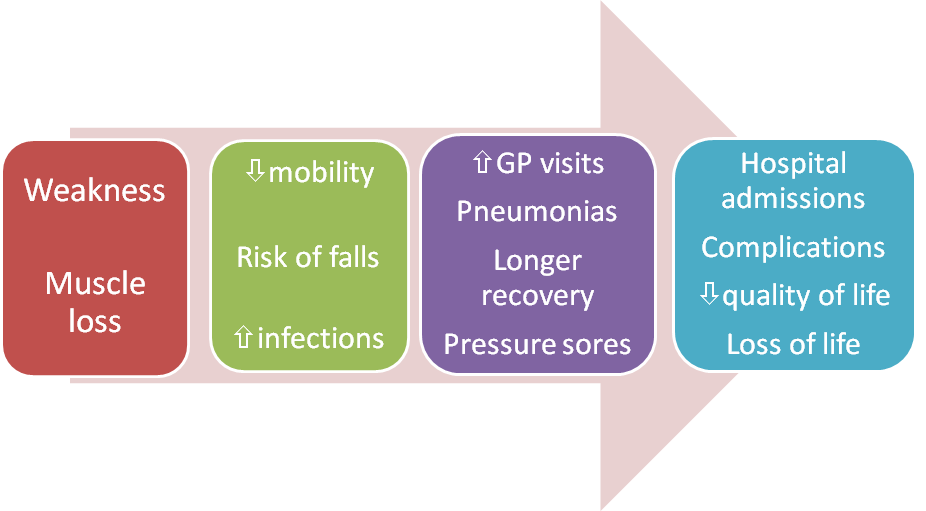 Weakness
Muscle
loss
⇩mobility
Risk of falls
⇧infections
⇧GP visits
Pneumonias
Longer
recovery
Pressure sores
Hospital
admissions
Complications
⇩quality of life
Loss of life